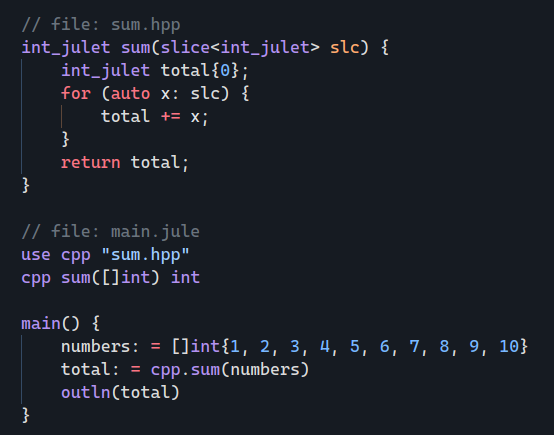 // file: sum.hpp
int_julet sum(slice<int_julet> slc) {
    int_julet total{0};
    for (auto x: slc) {
        total += x;
    }
    return total;
}

// file: main.jule
use cpp "sum.hpp"
cpp sum([]int) int

main() {
    numbers: = []int{1, 2, 3, 4, 5, 6, 7, 8, 9, 10}
    total: = cpp.sum(numbers)
    outln(total)
}